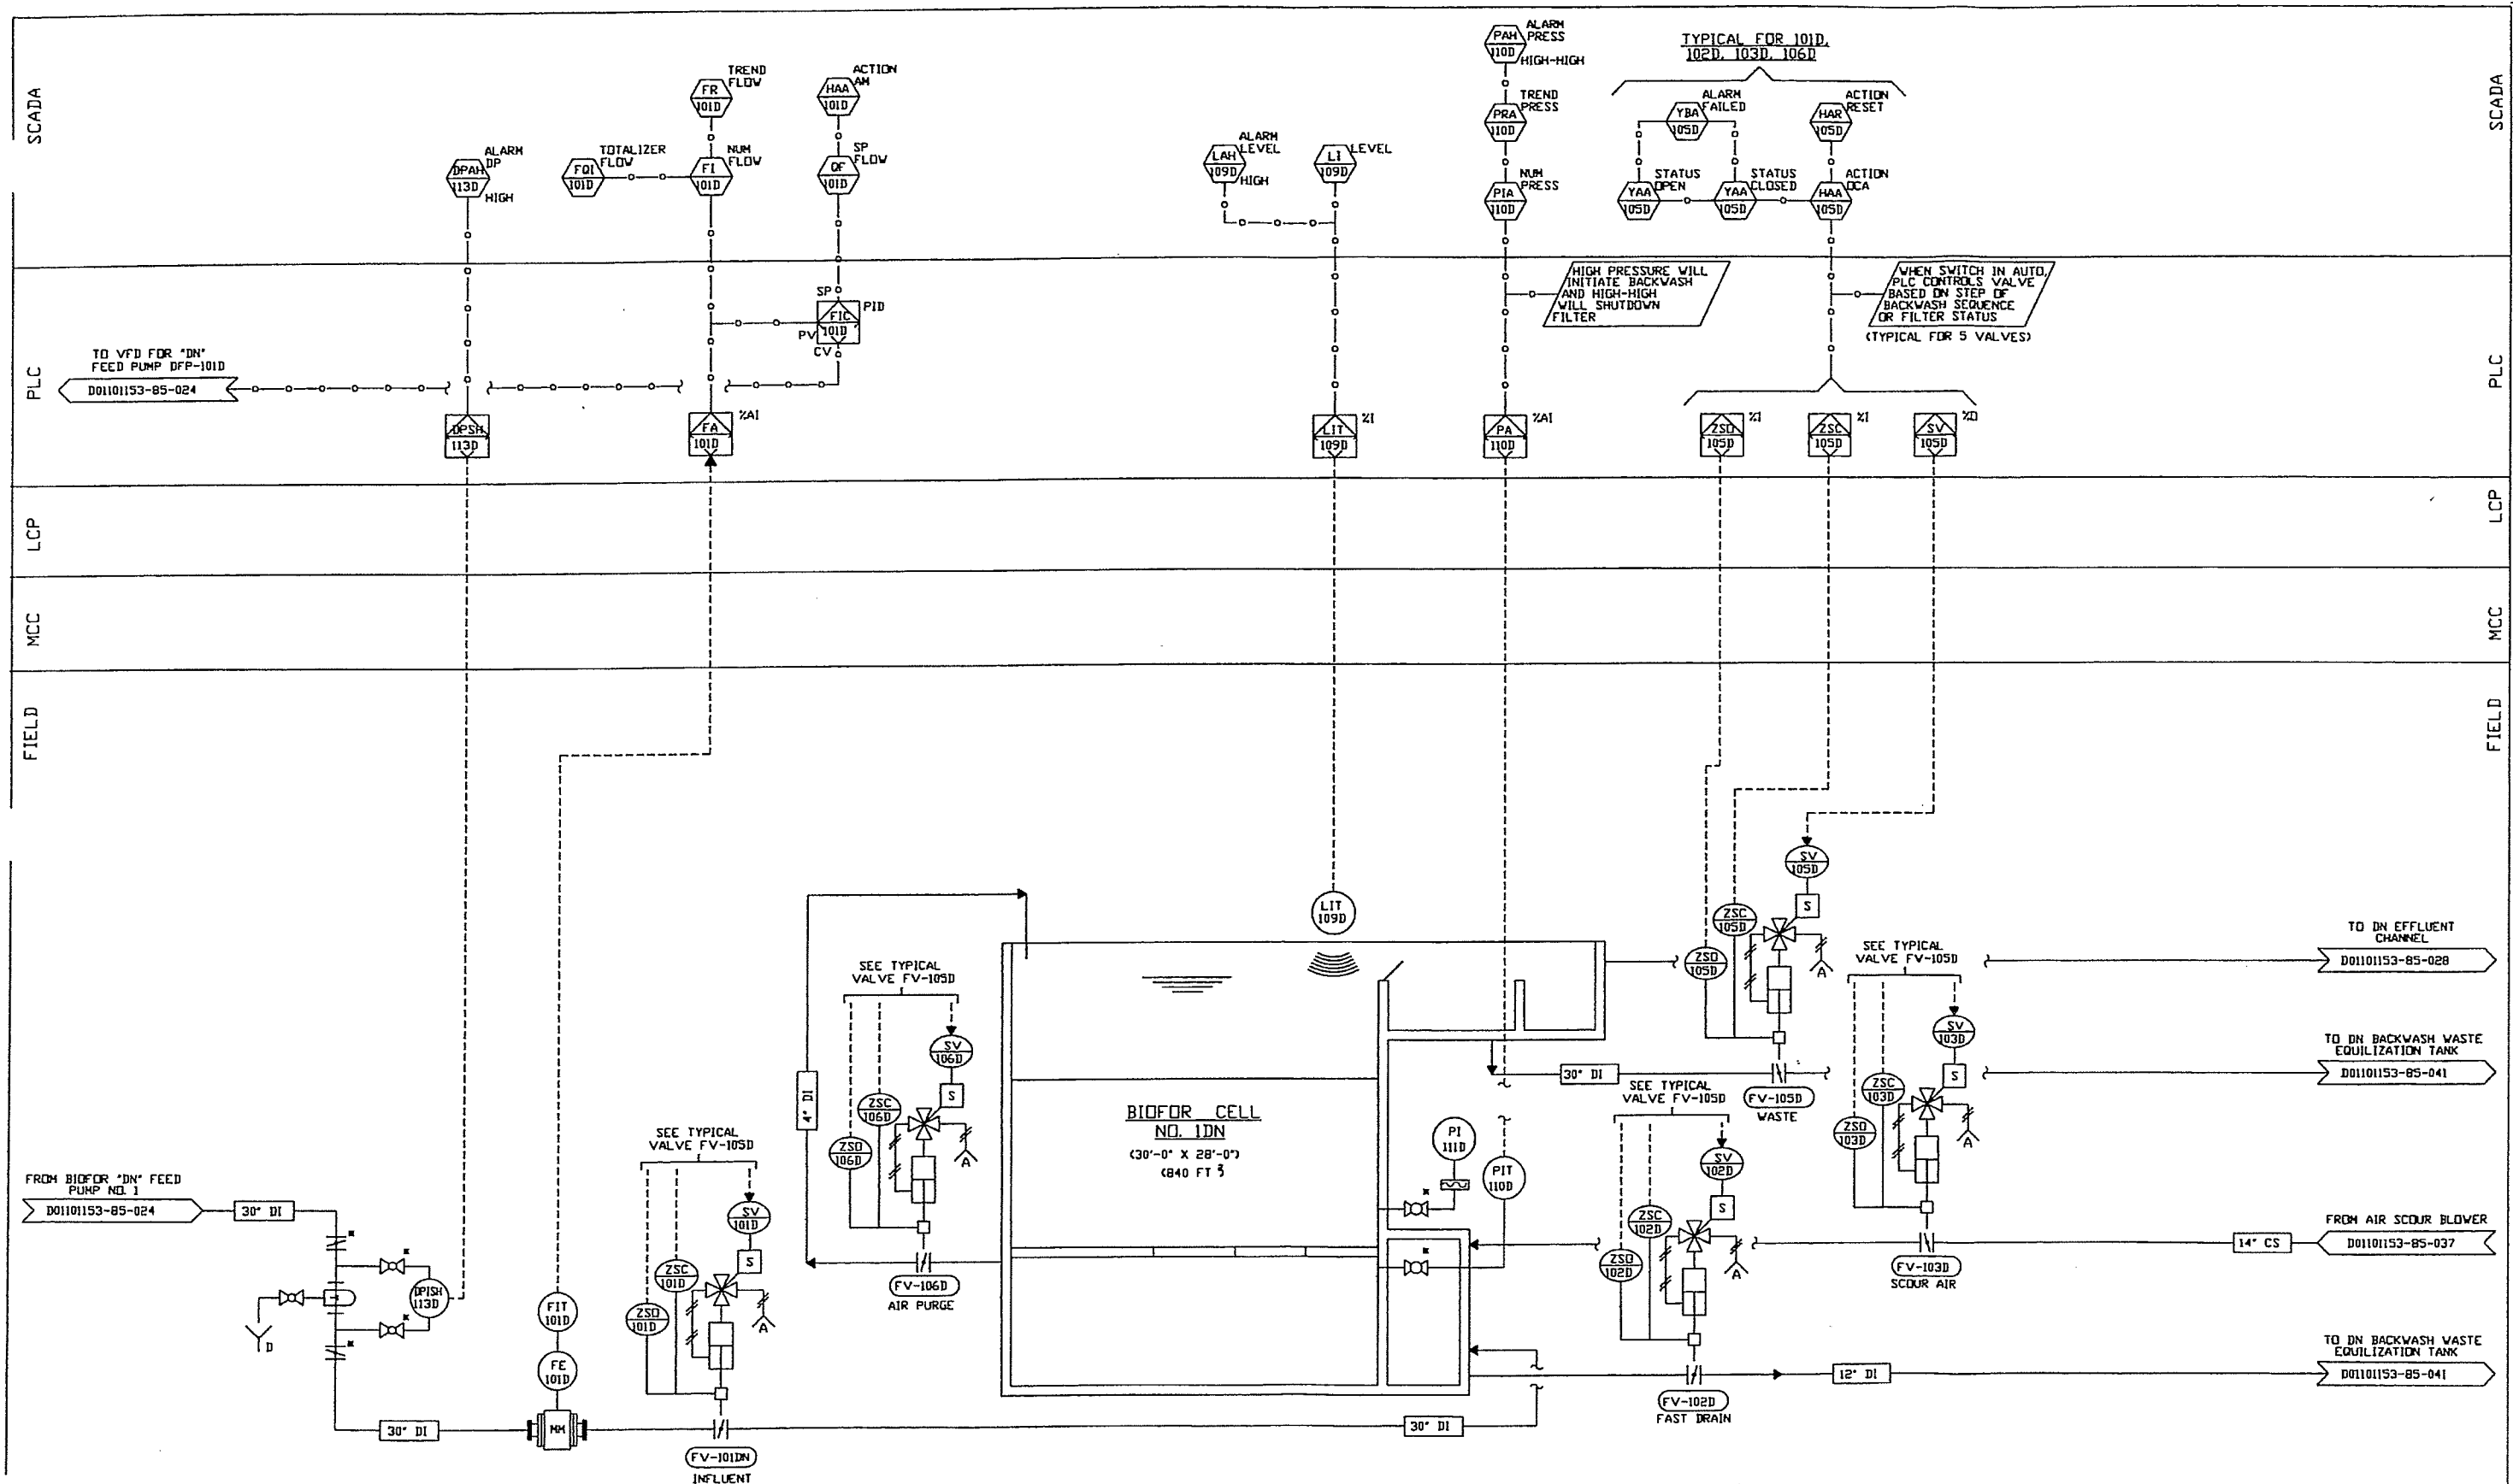 SCADA
PLC
LCP
MCC
FIELD
ALARM
DP
DPAH
113D
HIGH
TOTALIZER
FLOW
FQI
101D
TREND
FLOW
FR
101D
NUM
FLOW
FI
101D
ACTION
AM
HAA
101D
SP
FLOW
QF
101D
ALARM
LEVEL
LAH
109D
HIGH
LI
109D
LEVEL
ALARM
PRESS
PAH
110D
HIGH-HIGH
TREND
PRESS
PRA
110D
NUM
PRESS
PIA
110D
TYPICAL FOR 101D,
102D, 103D, 106D
ALARM
FAILED
YBA
105D
STATUS
OPEN
YAA
105D
STATUS
CLOSED
YAA
105D
ACTION
RESET
HAR
105D
ACTION
OCA
HAA
105D
SCADA
PLC
LCP
MCC
FIELD
TO VFD FOR "DN"
FEED PUMP DFP-101D
D01101153-85-024
SP
PID
FIC
101D
PV
CV
HIGH PRESSURE WILL
INITIATE BACKWASH
AND HIGH-HIGH
WILL SHUTDOWN
FILTER
WHEN SWITCH IN AUTO,
PLC CONTROLS VALVE
BASED ON STEP OF
BACKWASH SEQUENCE
OR FILTER STATUS
(TYPICAL FOR 5 VALVES)
DPSH
113D
FA
101D
%AI
LIT
109D
%I
PA
110D
%AI
ZSO
105D
%I
ZSC
105D
%I
SV
105D
%O
FROM BIOFOR "DN" FEED
PUMP NO. 1
D01101153-85-024
30" DI
DPISH
113D
D
30" DI
FIT
101D
FE
101D
MM
SEE TYPICAL
VALVE FV-105D
SV
101D
S
ZSC
101D
ZSO
101D
A
FV-101DN
INFLUENT
4" DI
SEE TYPICAL
VALVE FV-105D
SV
106D
S
ZSC
106D
ZSO
106D
A
FV-106D
AIR PURGE
LIT
109D
BIOFOR CELL
NO. 1DN
(30'-0" X 28'-0")
(840 FT 3
PI
111D
PIT
110D
30" DI
SV
105D
S
ZSC
105D
ZSO
105D
A
30" DI
FV-105D
WASTE
SEE TYPICAL
VALVE FV-105D
SV
102D
S
ZSC
102D
ZSO
102D
A
FV-102D
FAST DRAIN
12" DI
SEE TYPICAL
VALVE FV-105D
SV
103D
S
ZSC
103D
ZSO
103D
A
FV-103D
SCOUR AIR
14" CS
TO DN EFFLUENT
CHANNEL
D01101153-85-028
TO DN BACKWASH WASTE
EQUILIZATION TANK
D01101153-85-041
FROM AIR SCOUR BLOWER
D01101153-85-037
TO DN BACKWASH WASTE
EQUILIZATION TANK
D01101153-85-041